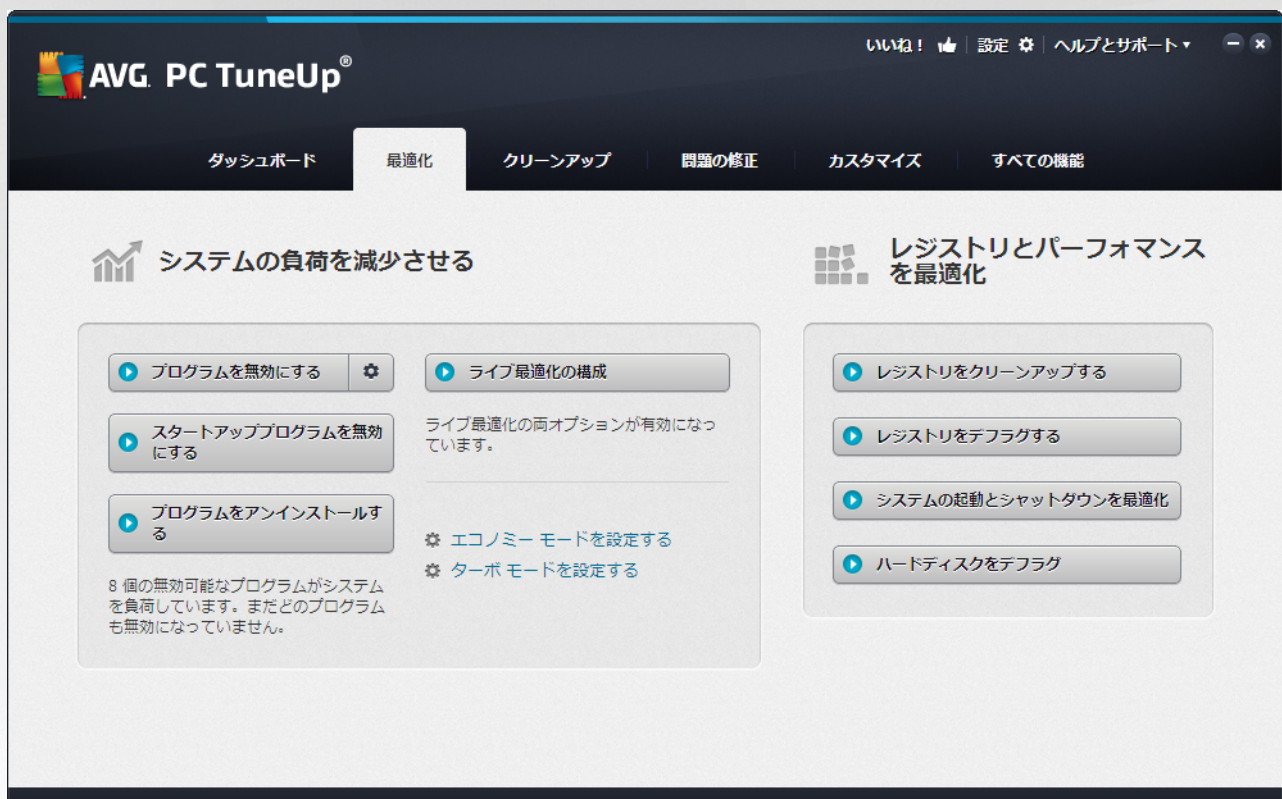 AVG. PC TuneUp®
いいね! 設定 ヘルプとサポート
ダッシュボード 最適化 クリーンアップ 問題の修正 カスタマイズ すべての機能
システムの負荷を減少させる
プログラムを無効にする
スタートアッププログラムを無効
にする
プログラムをアンインストールす
る
8 個の無効可能なプログラムがシステム
を負荷しています。まだどのプログラム
も無効になっていません。
ライブ最適化の構成
ライブ最適化の両オプションが有効になっ
ています。
エコノミー モードを設定する
ターボ モードを設定する
レジストリとパーフォマンス
を最適化
レジストリをクリーンアップする
レジストリをデフラグする
システムの起動とシャットダウンを最適化
ハードディスクをデフラグ